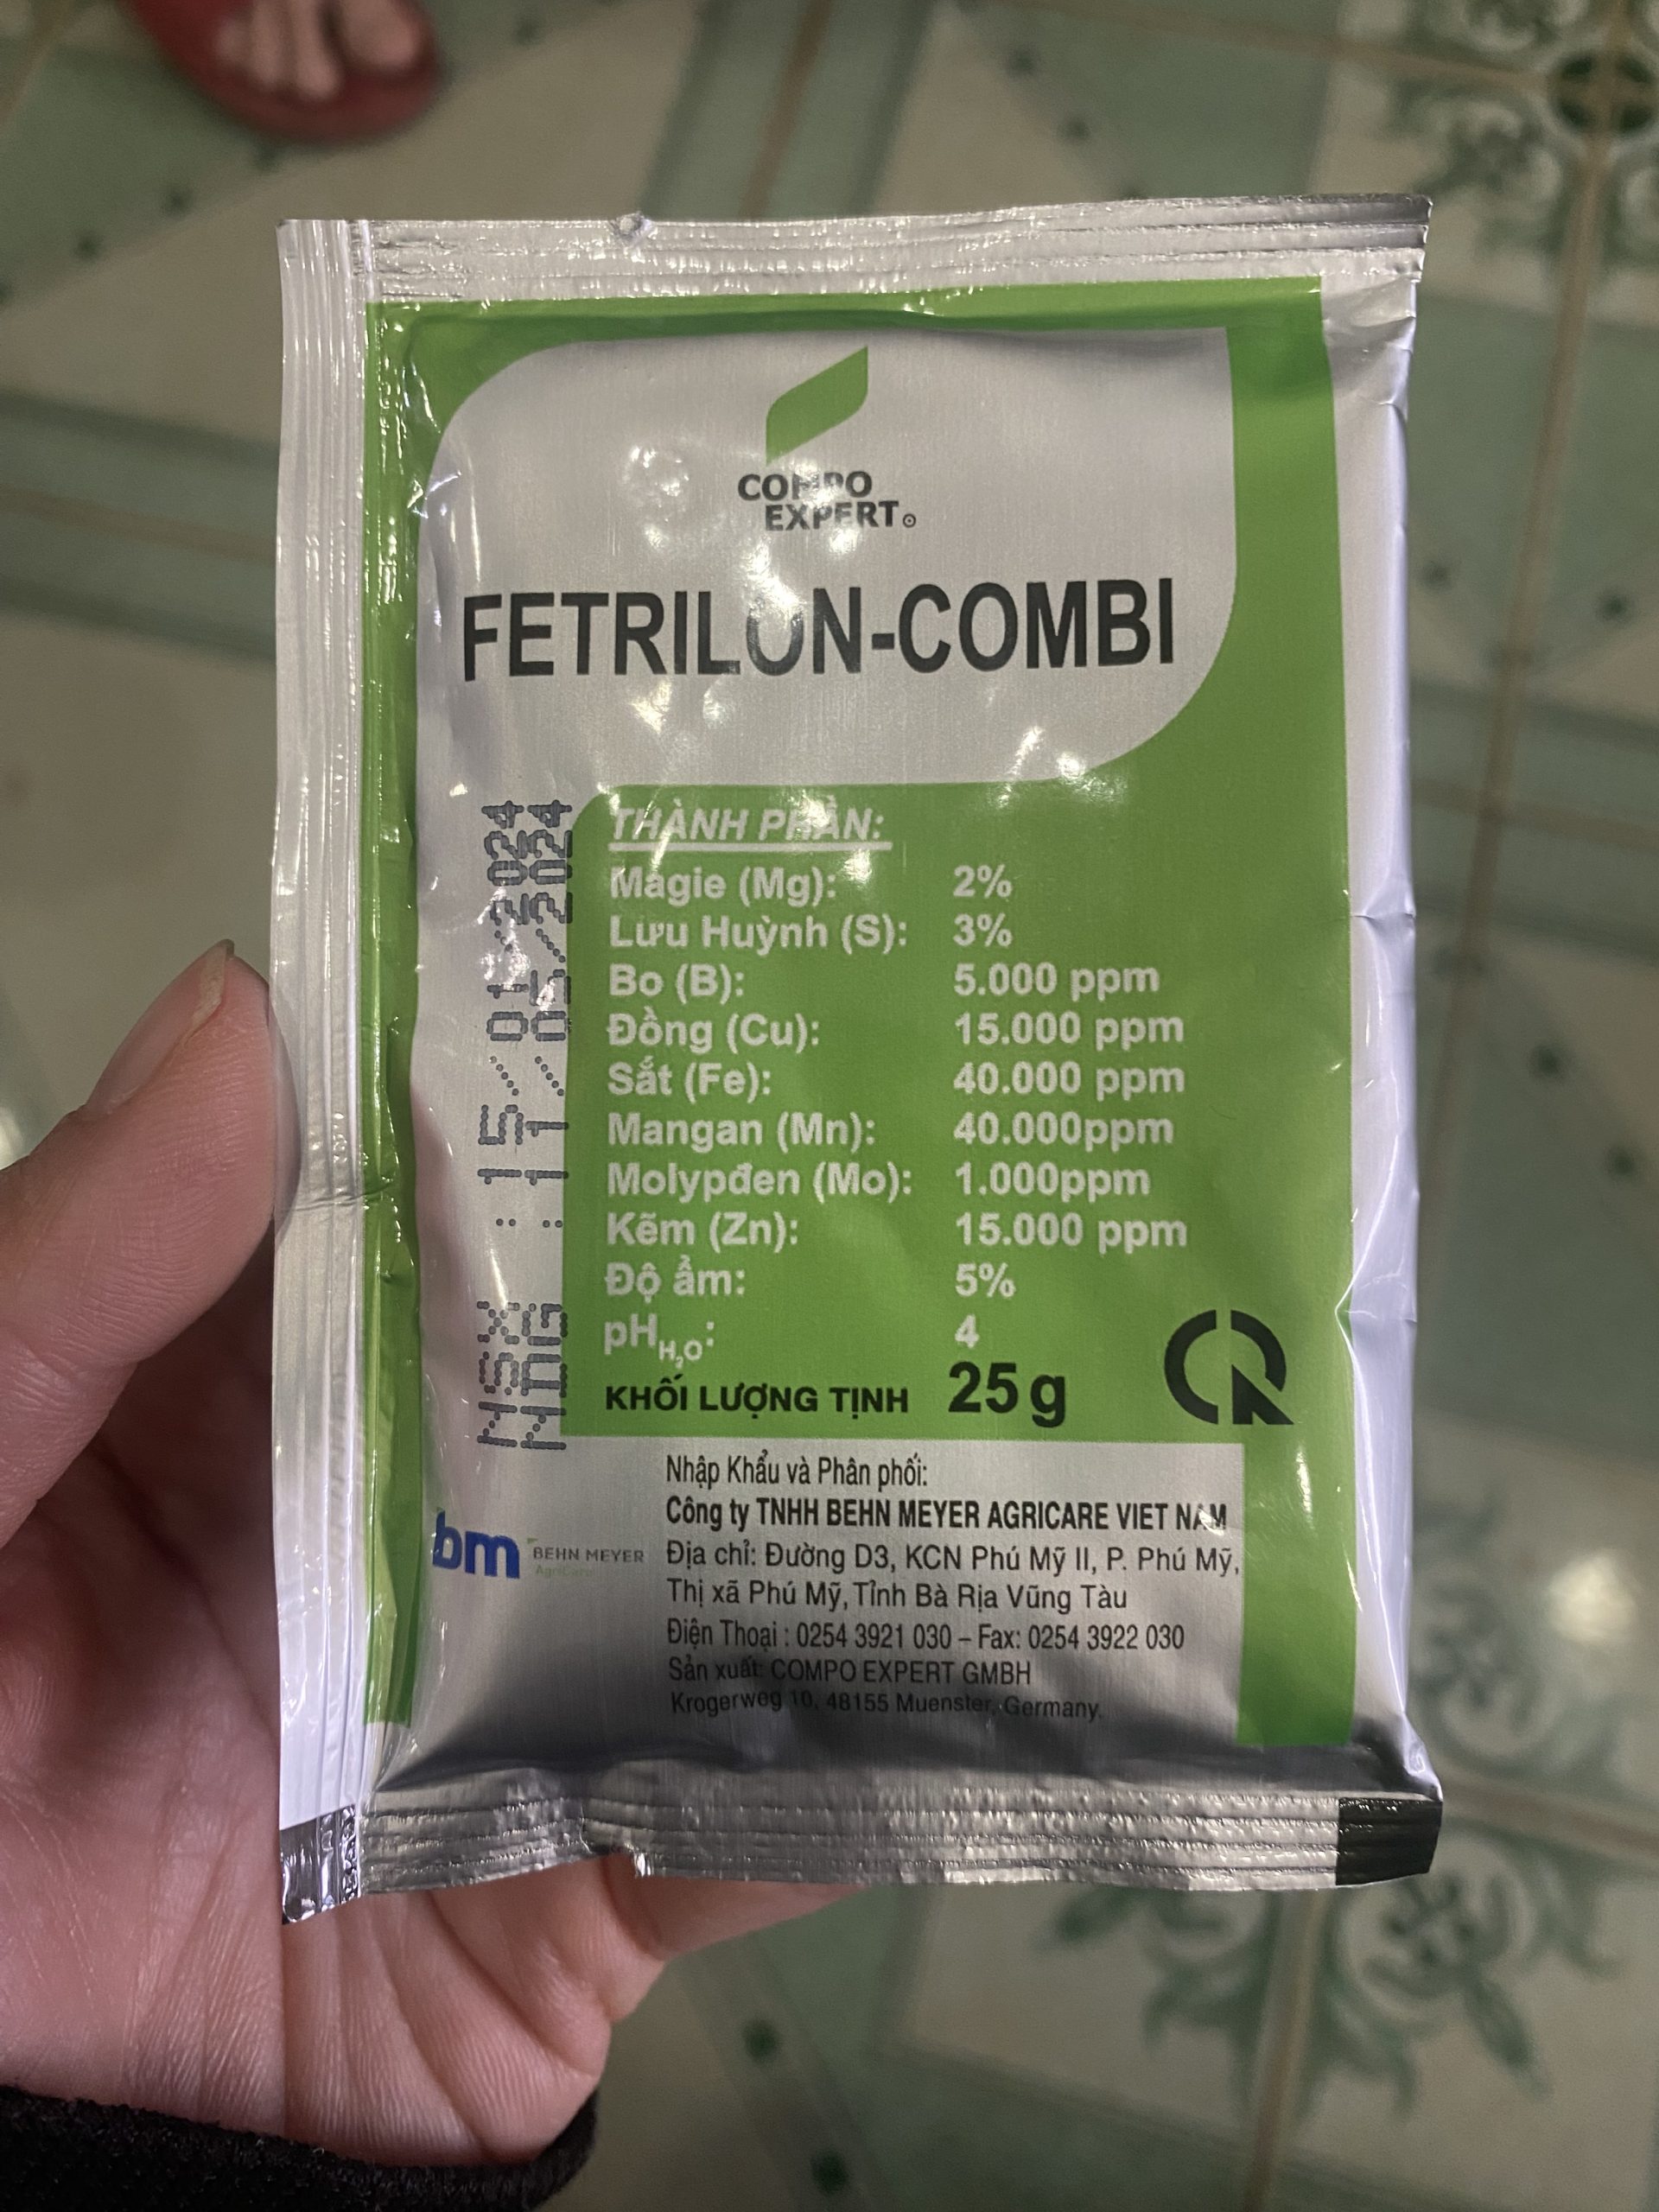 COMPO
EXPERT
FETRILON-COMBI
THÀNH PHẦN:
Magie (Mg): 2%
Lưu Huỳnh (S): 3%
Bo (B): 5.000 ppm
Đồng (Cu): 15.000 ppm
Sắt (Fe): 40.000 ppm
Mangan (Mn): 40.000ppm
Molypđen (Mo): 1.000ppm
Kẽm (Zn): 15.000 ppm
Độ ẩm: 5%
pHH₂O: 4
KHỐI LƯỢNG TỊNH 25 g
NSX : 15/01/2024
NDG : 17/05/2024
bm BEHN MEYER
AgriCare
Nhập Khẩu và Phân phối:
Công ty TNHH BEHN MEYER AGRICARE VIET NAM
Địa chỉ: Đường D3, KCN Phú Mỹ II, P. Phú Mỹ,
Thị xã Phú Mỹ, Tỉnh Bà Rịa Vũng Tàu
Điện Thoại : 0254 3921 030 – Fax: 0254 3922 030
Sản xuất: COMPO EXPERT GMBH
Krogerweg 10, 48155 Muenster, Germany.